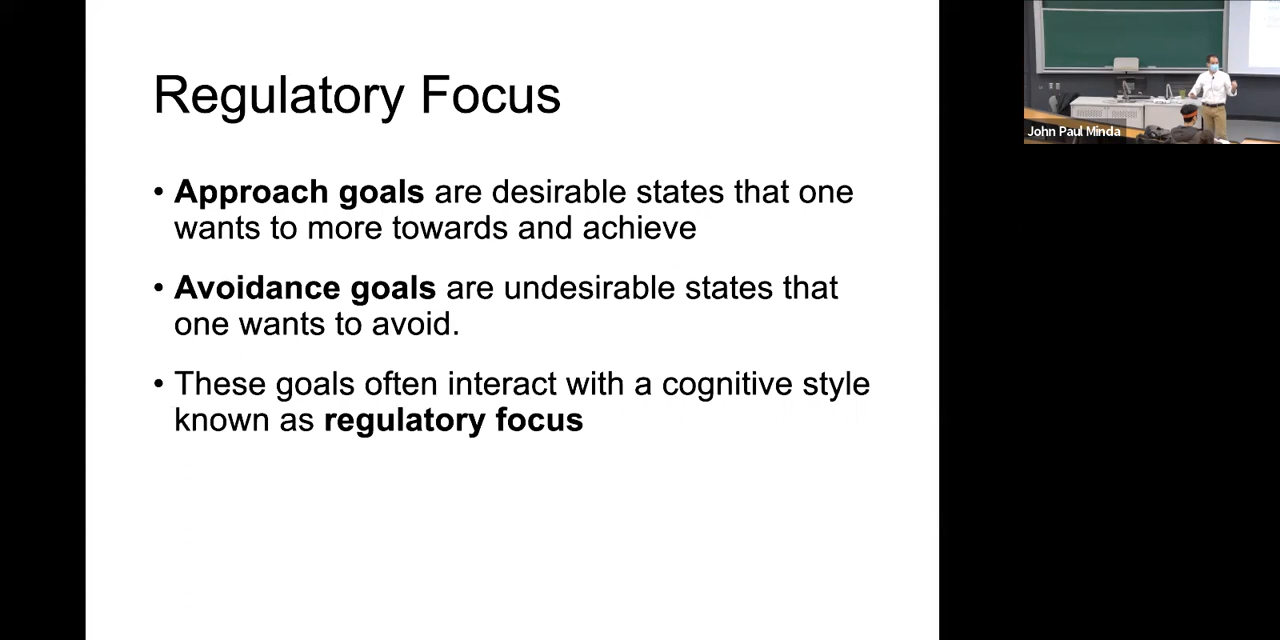 Regulatory Focus
• Approach goals are desirable states that one
wants to more towards and achieve
• Avoidance goals are undesirable states that
one wants to avoid.
• These goals often interact with a cognitive style
known as regulatory focus
John Paul Minda